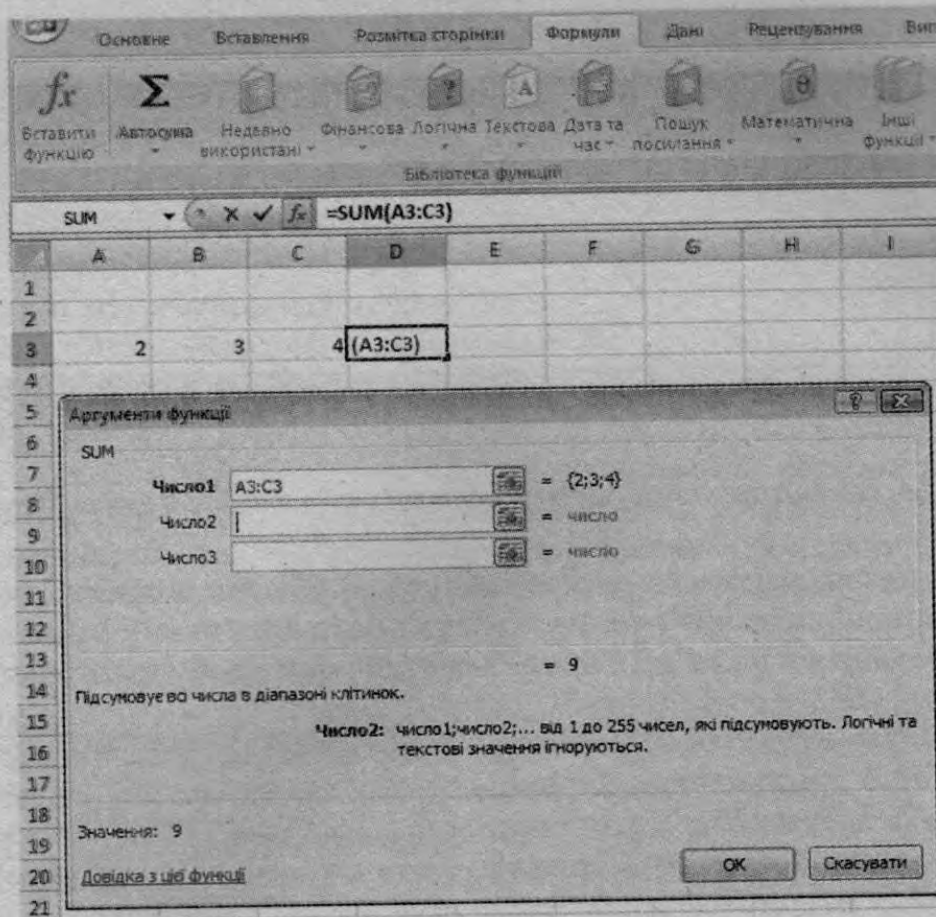 Основне Вставлення Розмітка сторінки Формули Дані Рецензування
fx Σ
Вставити функцію
Автосума
Недавно використані
Фінансова
Логічна
Текстова
Дата та час
Пошук посилання
Математична
Інші функції
Бібліотека функцій
SUM fx =SUM(A3:C3)
A B C D E F G H I
1
2
3 2 3 4 (A3:C3)
4
5 Аргументи функції
6 SUM
7 Число1 A3:C3 = {2;3;4}
8 Число2 = число
9
10 Число3 = число
11
12
13 = 9
14 Підсумовує всі числа в діапазоні клітинок.
15 Число2: число1;число2;... від 1 до 255 чисел, які підсумовують. Логічні та
16 текстові значення ігноруються.
17
18
19 Значення: 9
20 Довідка з цієї функції OK Скасувати
21